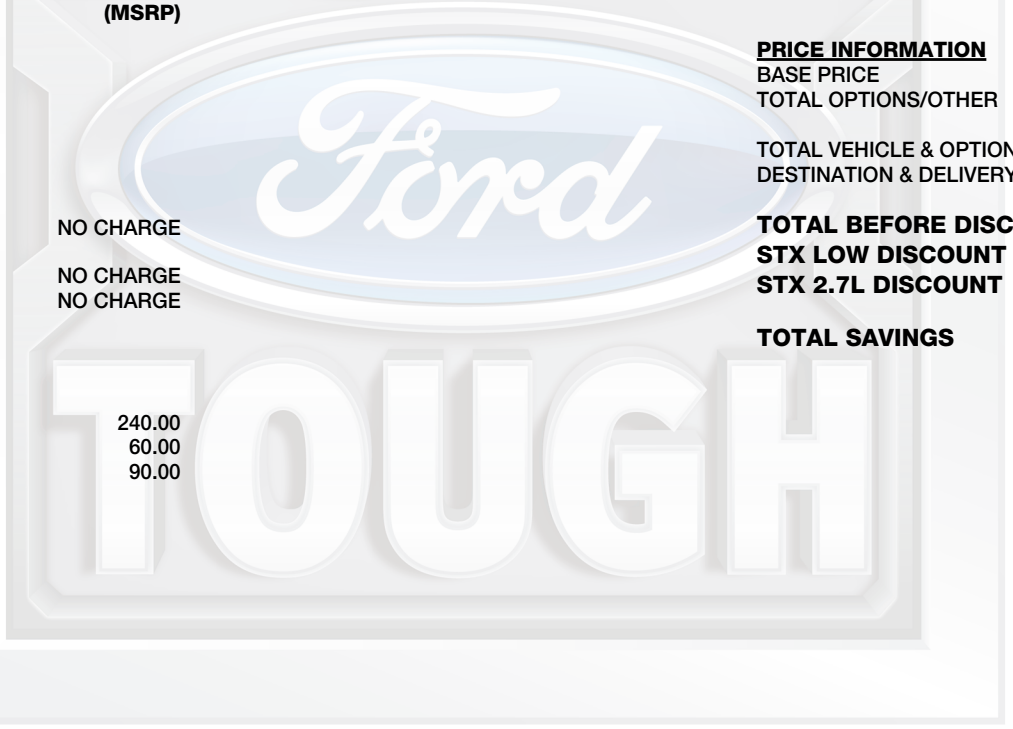 (MSRP)
NO CHARGE
NO CHARGE
NO CHARGE
240.00
60.00
90.00
PRICE INFORMATION
BASE PRICE
TOTAL OPTIONS/OTHER
TOTAL VEHICLE & OPTION
DESTINATION & DELIVERY
TOTAL BEFORE DISC
STX LOW DISCOUNT
STX 2.7L DISCOUNT
TOTAL SAVINGS
Ford
TOUGH